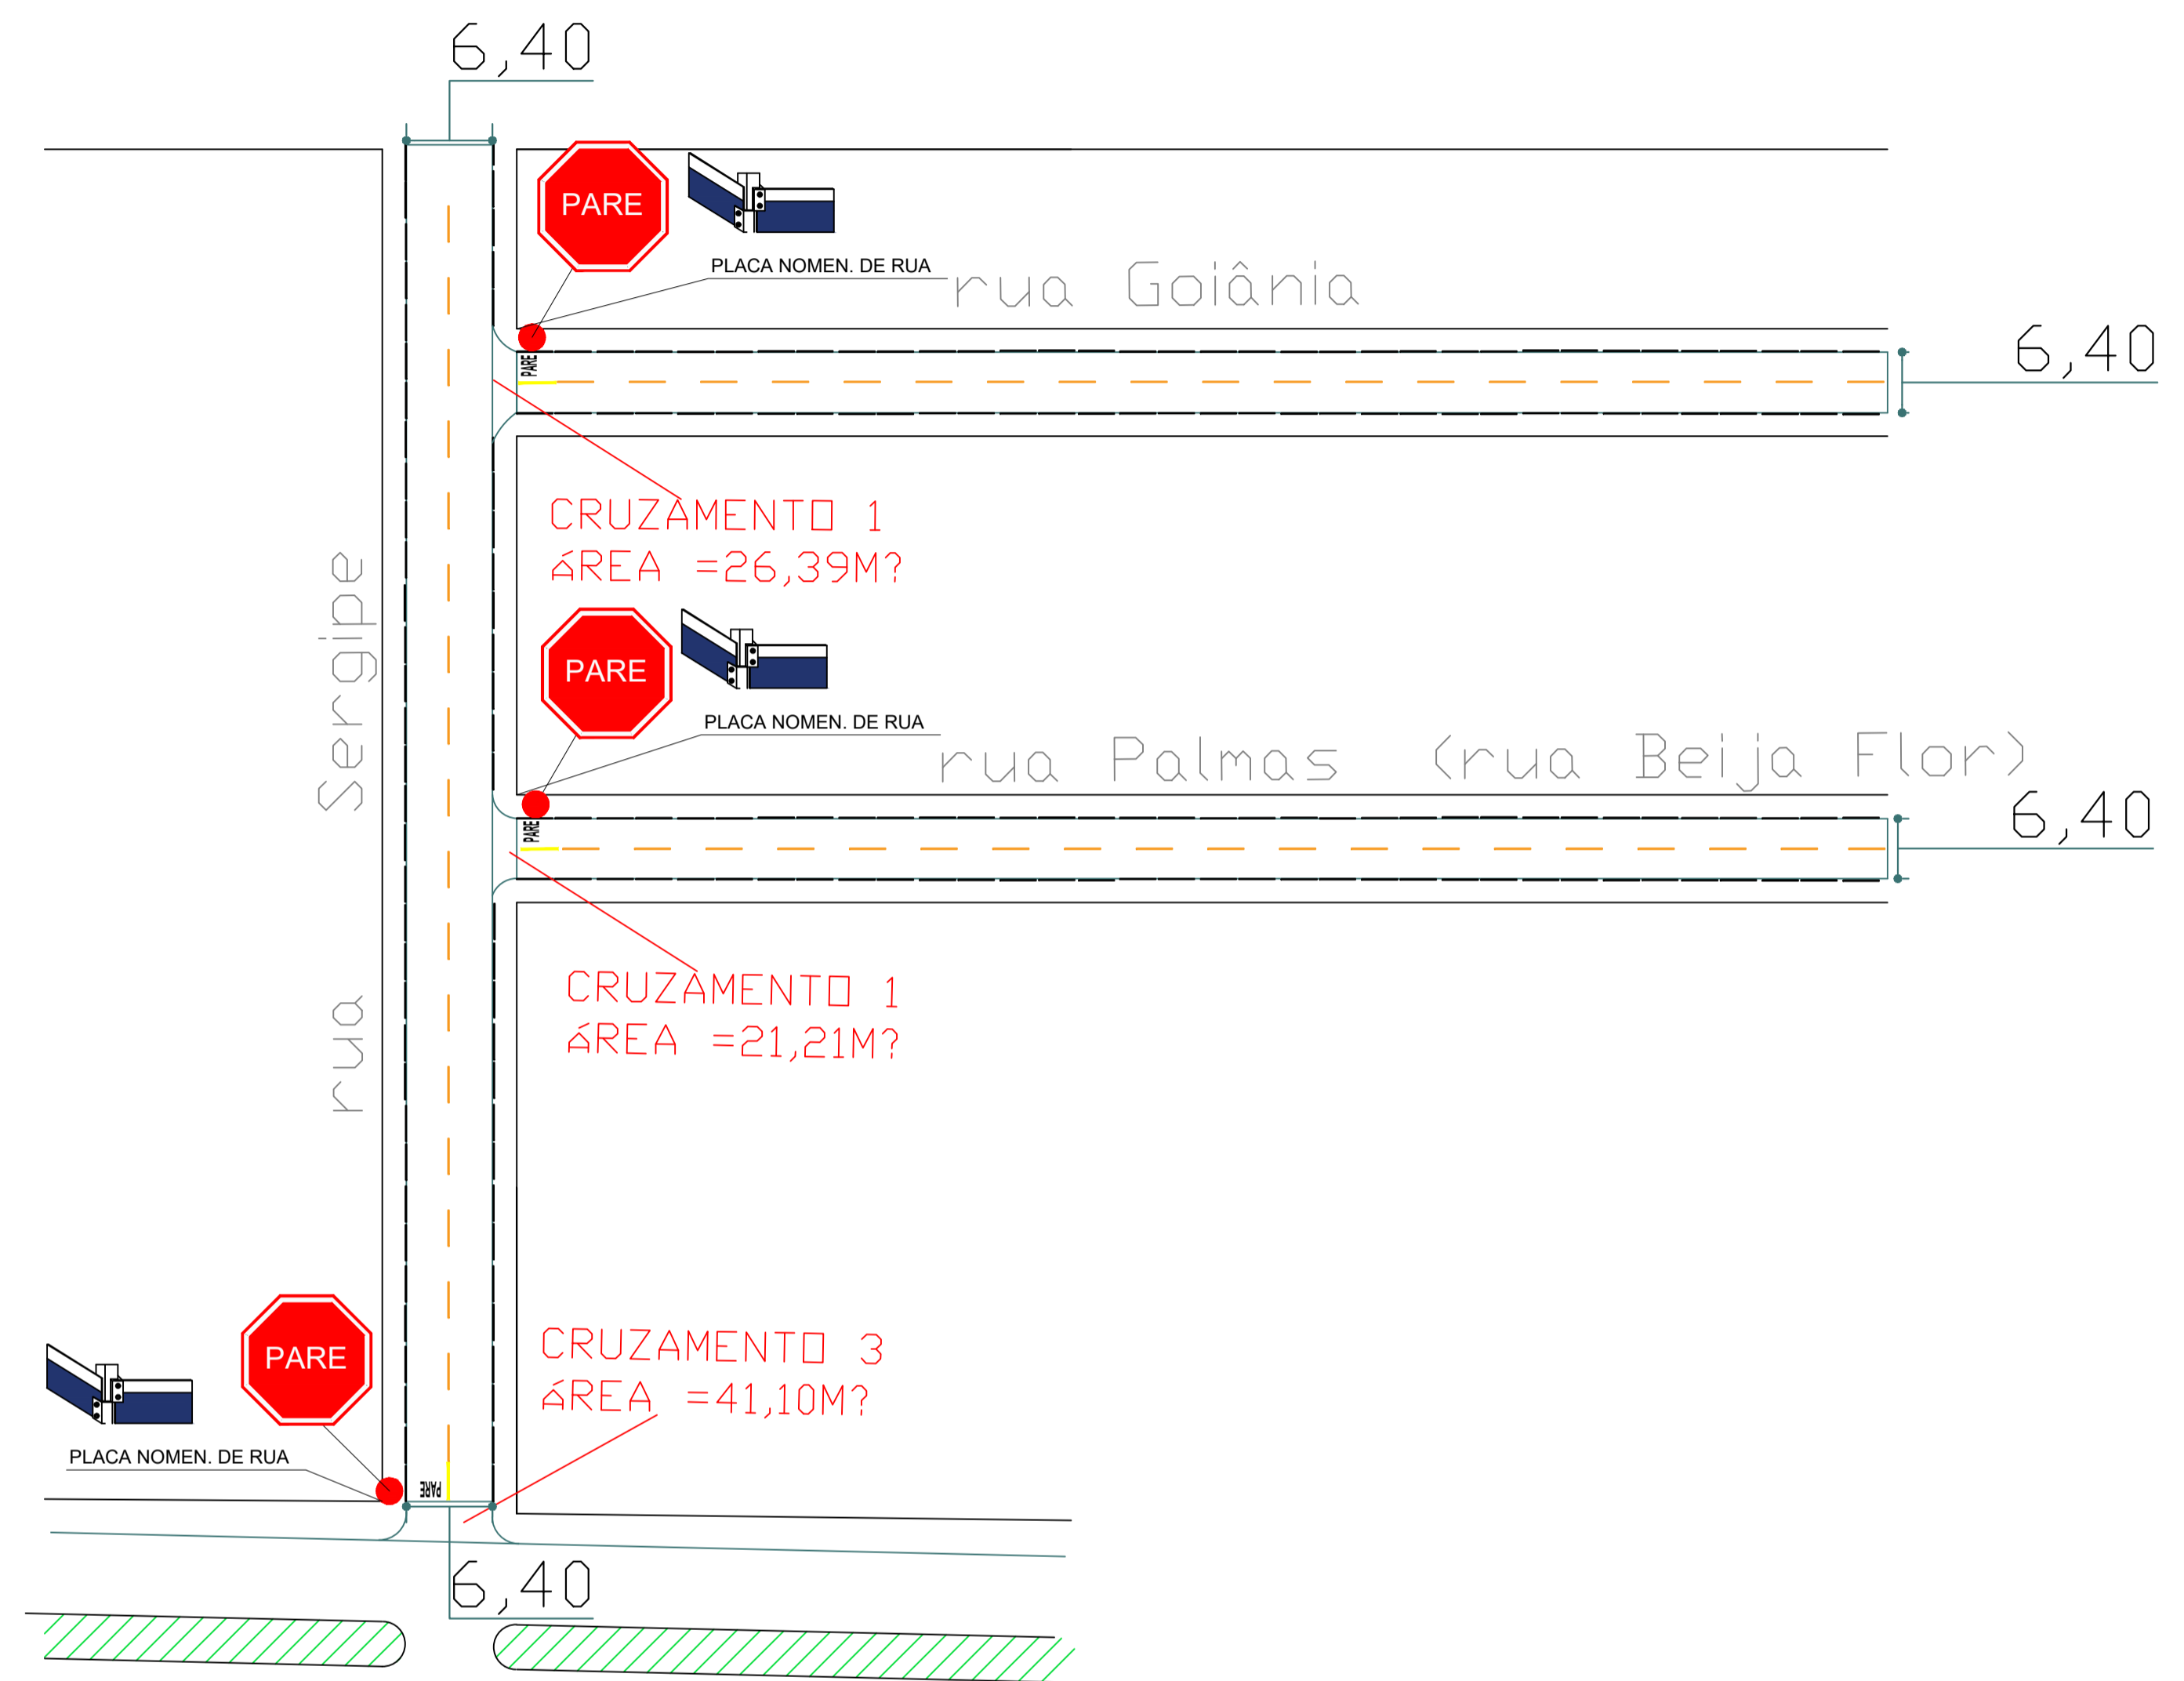 6,40
PARE
PLACA NOMEN. DE RUA
rua Goiânia
6,40
PARE
CRUZAMENTO 1
ÁREA =26,39M?
PARE
PLACA NOMEN. DE RUA
rua Palmas (rua Beija Flor)
6,40
PARE
rua Sergipe
CRUZAMENTO 1
ÁREA =21,21M?
CRUZAMENTO 3
ÁREA =41,10M?
PARE
PLACA NOMEN. DE RUA
PARE
6,40